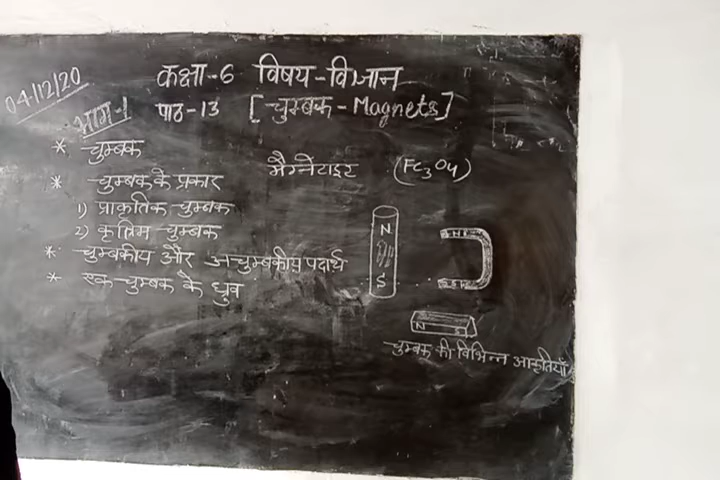 04/12/20
कक्षा-6 विषय-विज्ञान
भाग-1 पाठ-13 [चुम्बक - Magnets]
* चुम्बक
मैग्नेटाइट (Fe3O4)
* चुम्बक के प्रकार
1) प्राकृतिक चुम्बक
2) कृत्रिम चुम्बक
* चुम्बकीय और अचुम्बकीय पदार्थ
* एक चुम्बक के ध्रुव
N
S
N
S
N S
चुम्बक की विभिन्न आकृतियाँ